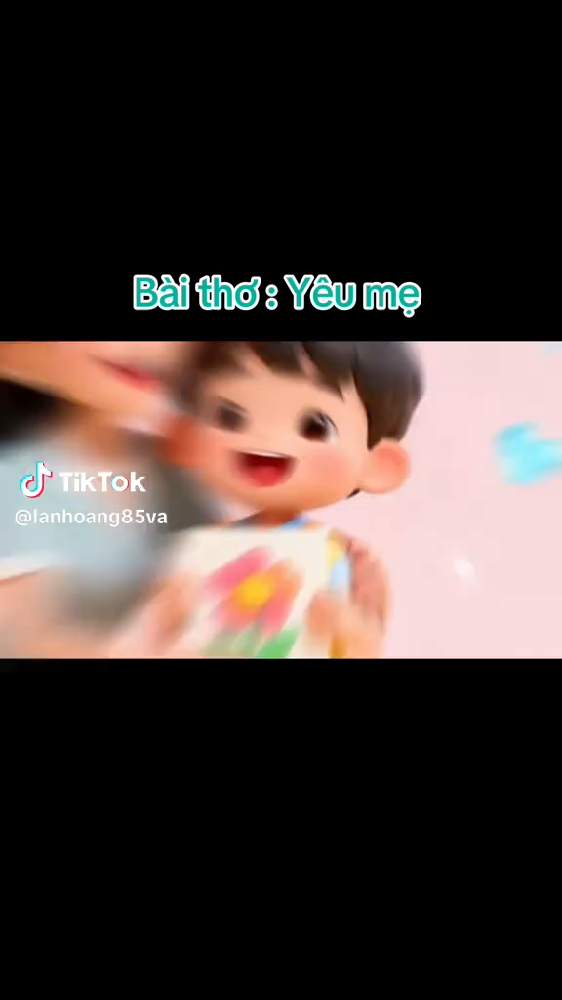 Bài thơ : Yêu mẹ
TikTok
@lanhoang85va